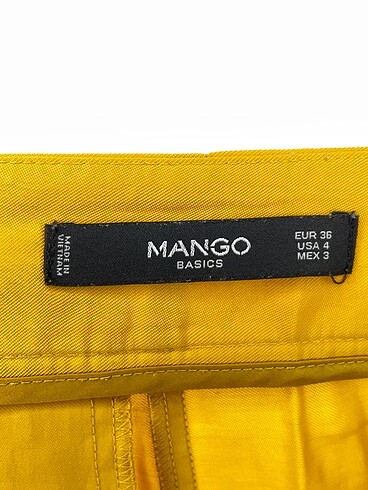 MADE IN
VIETNAM
MANGO
BASICS
EUR 36
USA 4
MEX 3